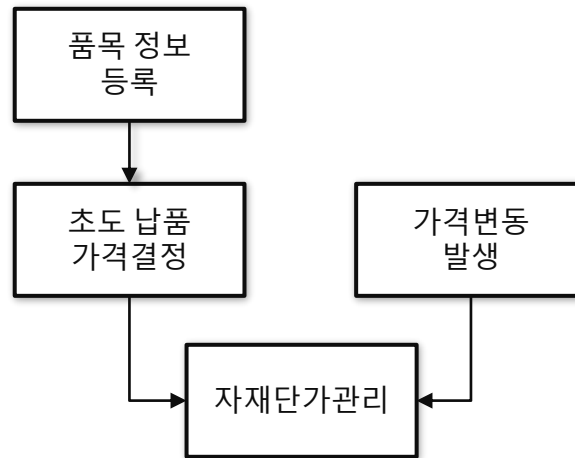 품목 정보
등록
초도 납품
가격결정
가격변동
발생
자재단가관리